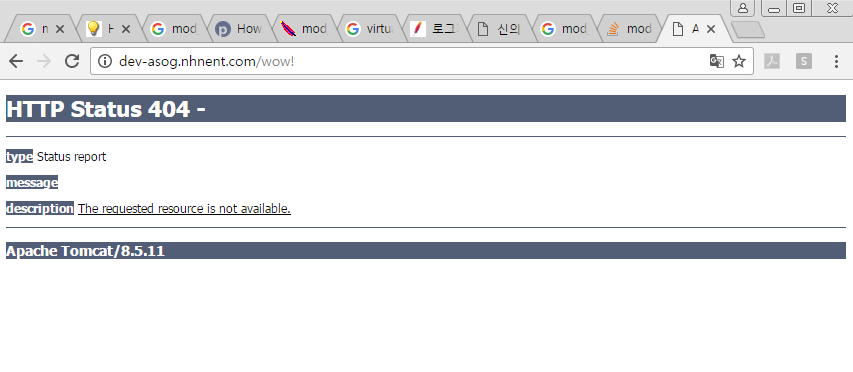 n H mod How mod virtu 로그 신의 mod mod A
dev-asog.nhnent.com/wow!
HTTP Status 404 -
type Status report
message
description The requested resource is not available.
Apache Tomcat/8.5.11